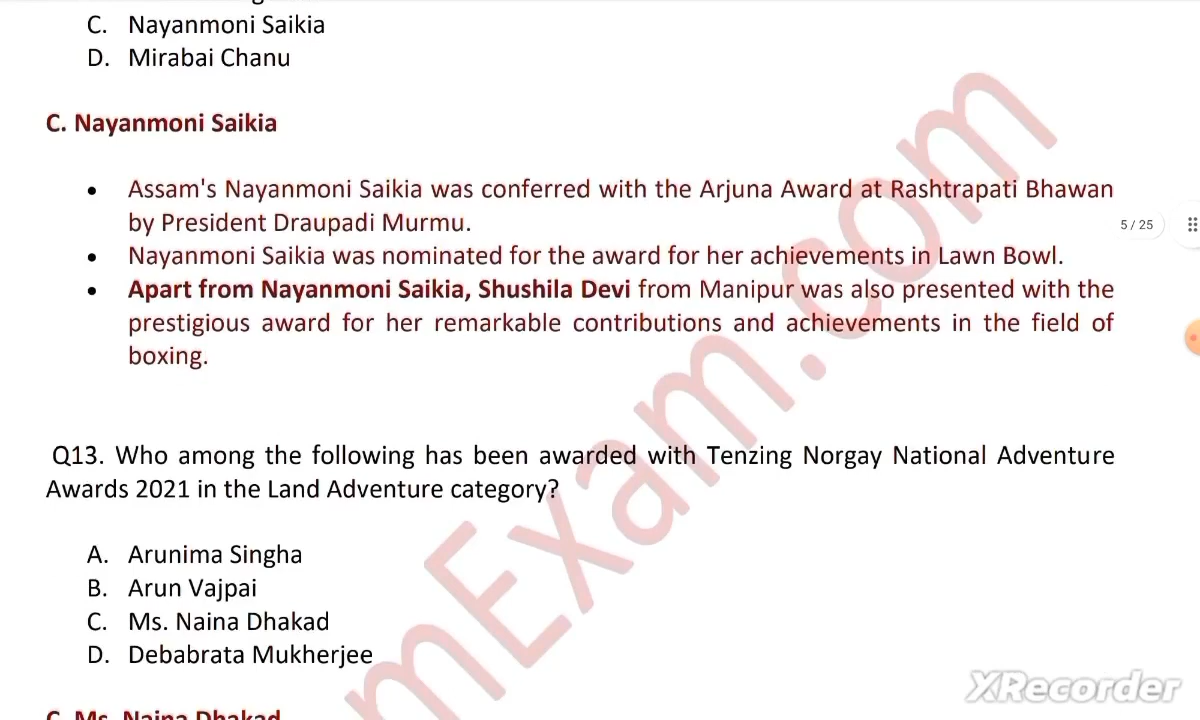 C. Nayanmoni Saikia
D. Mirabai Chanu
C. Nayanmoni Saikia
• Assam's Nayanmoni Saikia was conferred with the Arjuna Award at Rashtrapati Bhawan
by President Draupadi Murmu.
5 / 25
• Nayanmoni Saikia was nominated for the award for her achievements in Lawn Bowl.
• Apart from Nayanmoni Saikia, Shushila Devi from Manipur was also presented with the
prestigious award for her remarkable contributions and achievements in the field of
boxing.
Q13. Who among the following has been awarded with Tenzing Norgay National Adventure
Awards 2021 in the Land Adventure category?
A. Arunima Singha
B. Arun Vajpai
C. Ms. Naina Dhakad
D. Debabrata Mukherjee
C. Ms. Naina Dhakad
mExam.com
XRecorder